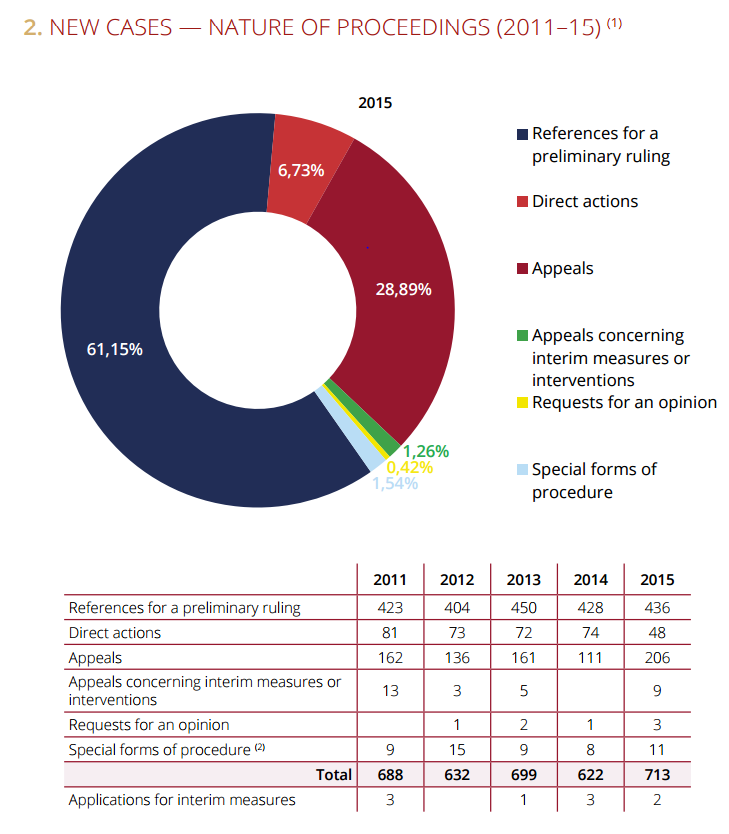 2. NEW CASES — NATURE OF PROCEEDINGS (2011–15) (1)
2015
6,73%
28,89%
61,15%
1,26%
0,42%
1,54%
References for a
preliminary ruling
Direct actions
Appeals
Appeals concerning
interim measures or
interventions
Requests for an opinion
Special forms of
procedure
2011 2012 2013 2014 2015
References for a preliminary ruling 423 404 450 428 436
Direct actions 81 73 72 74 48
Appeals 162 136 161 111 206
Appeals concerning interim measures or
interventions 13 3 5 9
Requests for an opinion 1 2 1 3
Special forms of procedure (2) 9 15 9 8 11
Total 688 632 699 622 713
Applications for interim measures 3 1 3 2